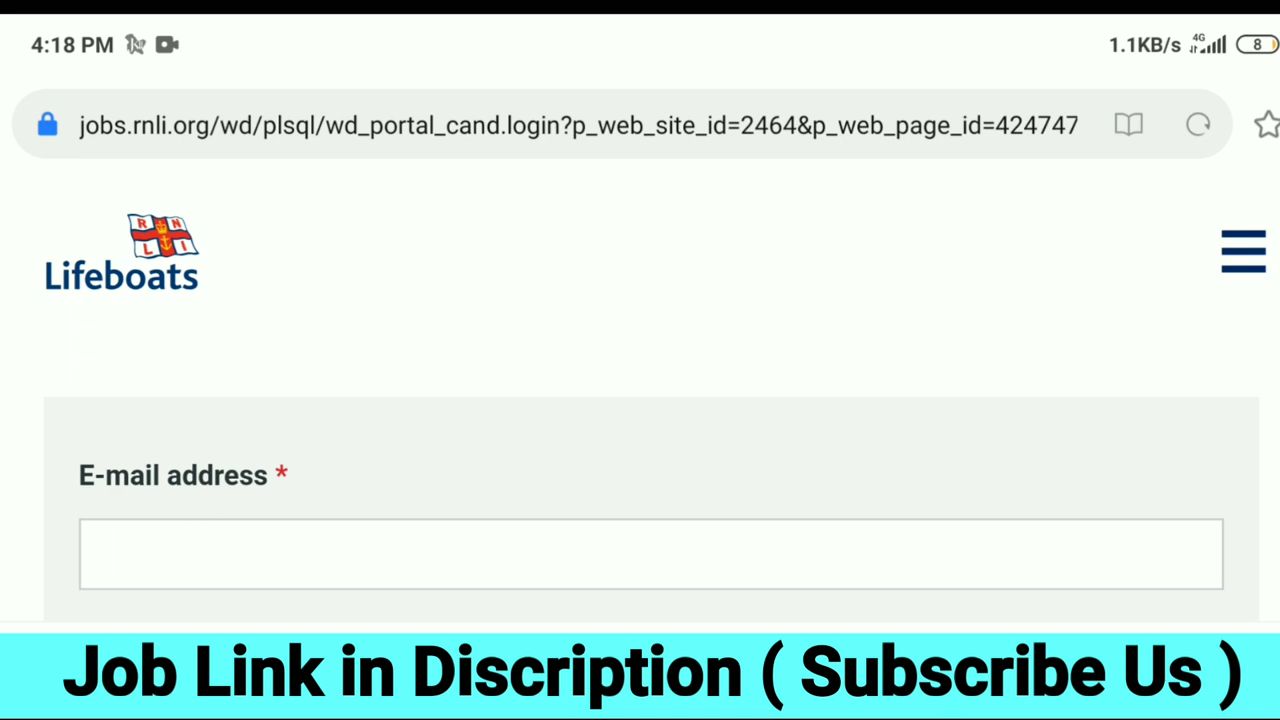 4:18 PM 1.1KB/s 4G 8
jobs.rnli.org/wd/plsql/wd_portal_cand.login?p_web_site_id=2464&p_web_page_id=424747
R N
L I
Lifeboats
E-mail address *
Job Link in Discription ( Subscribe Us )